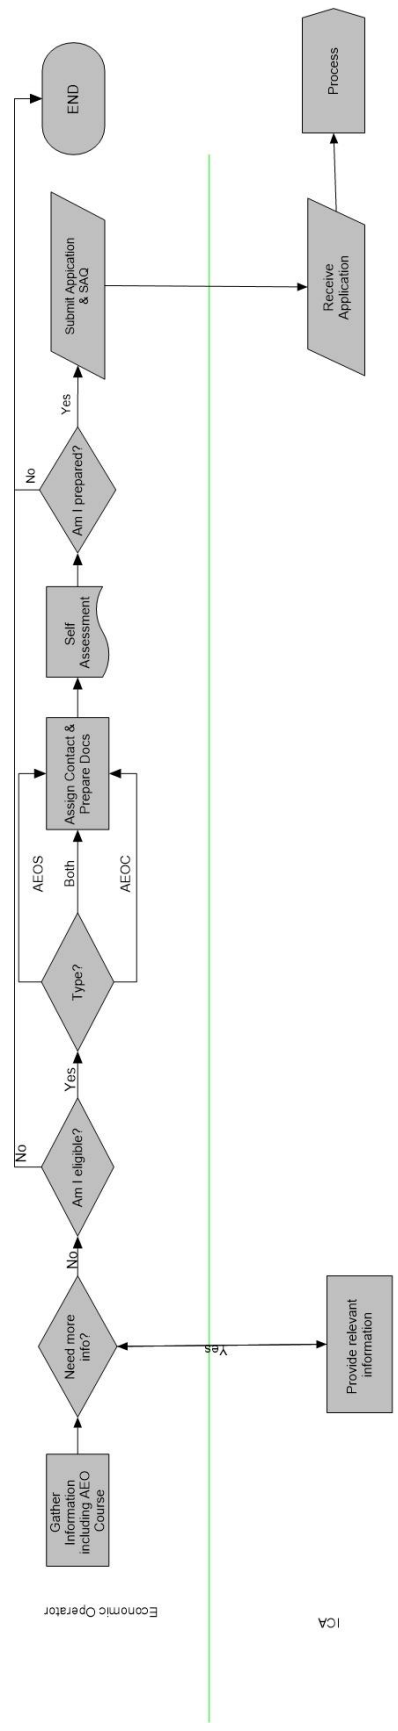 Economic Operator
Gather
Information
including AEO
Course
Need more
info?
No
Yes
Am I eligible?
No
Yes
Type?
AEOS
Both
AEOC
Assign Contact &
Prepare Docs
Self
Assessment
Am I prepared?
No
Yes
Submit Appication
& SAQ
END
ICA
Provide relevant
information
Receive
Application
Process